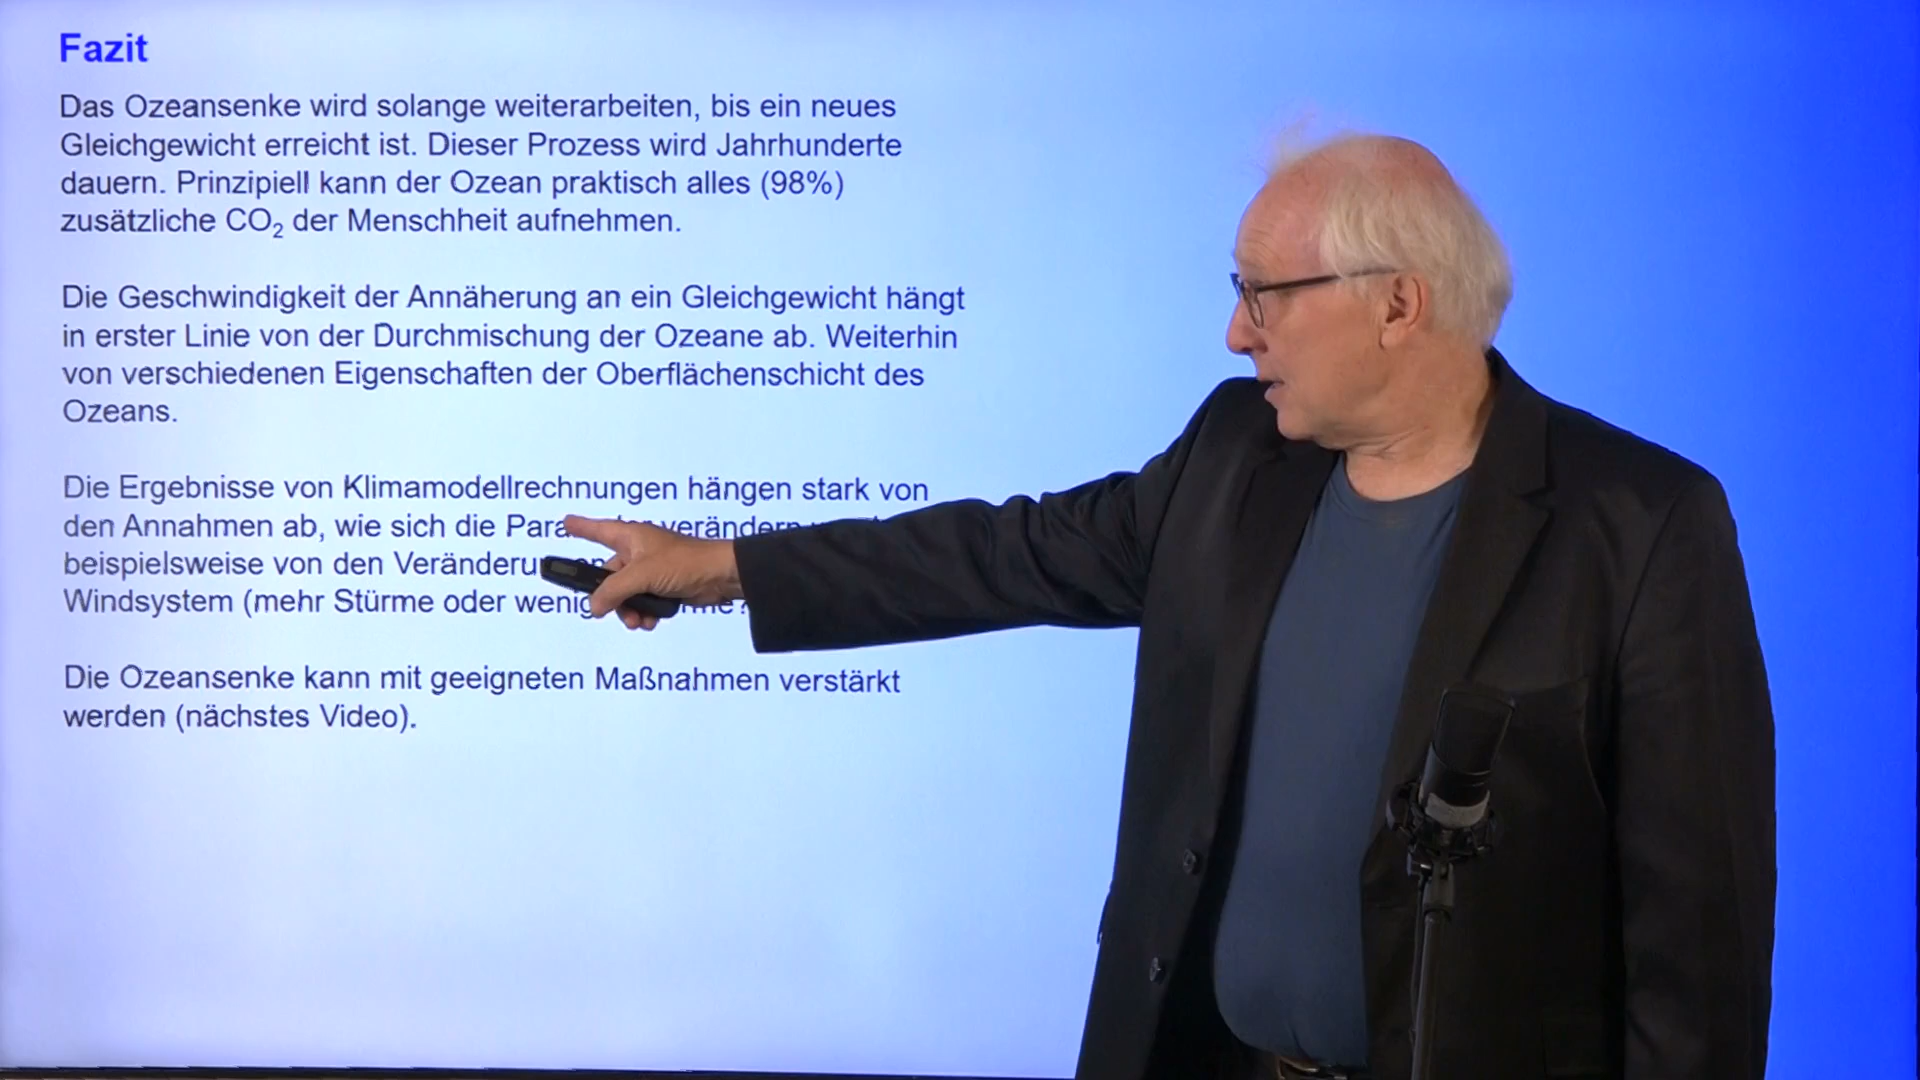 Fazit
Das Ozeansenke wird solange weiterarbeiten, bis ein neues
Gleichgewicht erreicht ist. Dieser Prozess wird Jahrhunderte
dauern. Prinzipiell kann der Ozean praktisch alles (98%)
zusätzliche CO₂ der Menschheit aufnehmen.
Die Geschwindigkeit der Annäherung an ein Gleichgewicht hängt
in erster Linie von der Durchmischung der Ozeane ab. Weiterhin
von verschiedenen Eigenschaften der Oberflächenschicht des
Ozeans.
Die Ergebnisse von Klimamodellrechnungen hängen stark von
den Annahmen ab, wie sich die verändern
beispielsweise von den
Windsystem (mehr Stürme oder
Die Ozeansenke kann mit geeigneten Maßnahmen verstärkt
werden (nächstes Video).